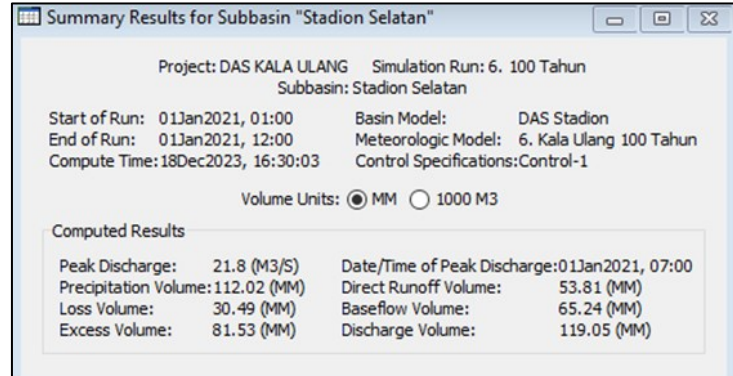 Summary Results for Subbasin "Stadion Selatan"
Project: DAS KALA ULANG Simulation Run: 6. 100 Tahun
Subbasin: Stadion Selatan
Start of Run: 01Jan2021, 01:00 Basin Model: DAS Stadion
End of Run: 01Jan2021, 12:00 Meteorologic Model: 6. Kala Ulang 100 Tahun
Compute Time:18Dec2023, 16:30:03 Control Specifications:Control-1
Volume Units: MM 1000 M3
Computed Results
Peak Discharge: 21.8 (M3/S) Date/Time of Peak Discharge:01Jan2021, 07:00
Precipitation Volume:112.02 (MM) Direct Runoff Volume: 53.81 (MM)
Loss Volume: 30.49 (MM) Baseflow Volume: 65.24 (MM)
Excess Volume: 81.53 (MM) Discharge Volume: 119.05 (MM)